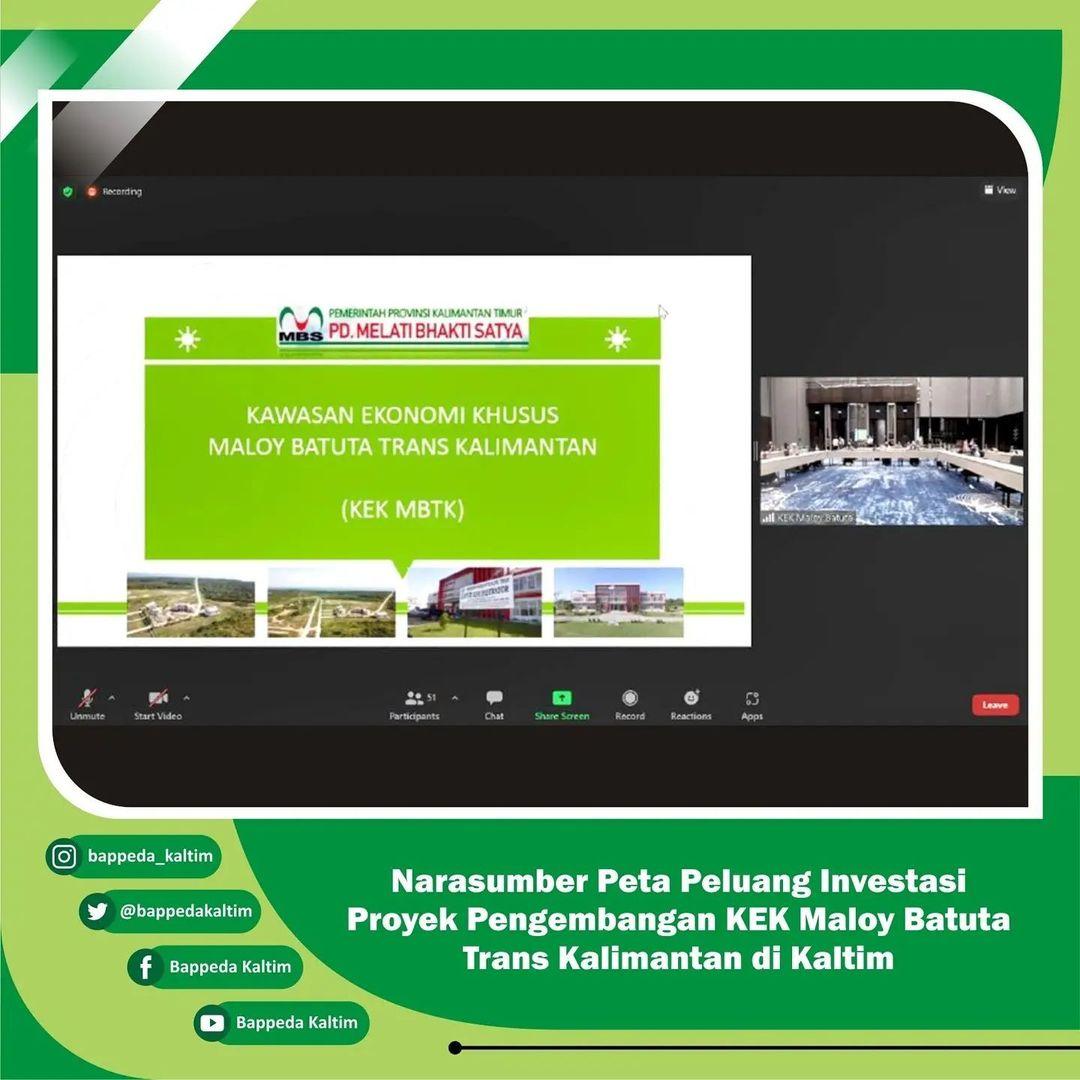 Recording
View
PEMERINTAH PROVINSI KALIMANTAN TIMUR
MBS PD. MELATI BHAKTI SATYA
KAWASAN EKONOMI KHUSUS
MALOY BATUTA TRANS KALIMANTAN
(KEK MBTK)
KEK Maloy Batuta
Unmute
Start Video
51
Participants
Chat
Share Screen
Record
Reactions
Apps
Leave
bappeda_kaltim
@bappedakaltim
Bappeda Kaltim
Bappeda Kaltim
Narasumber Peta Peluang Investasi
Proyek Pengembangan KEK Maloy Batuta
Trans Kalimantan di Kaltim